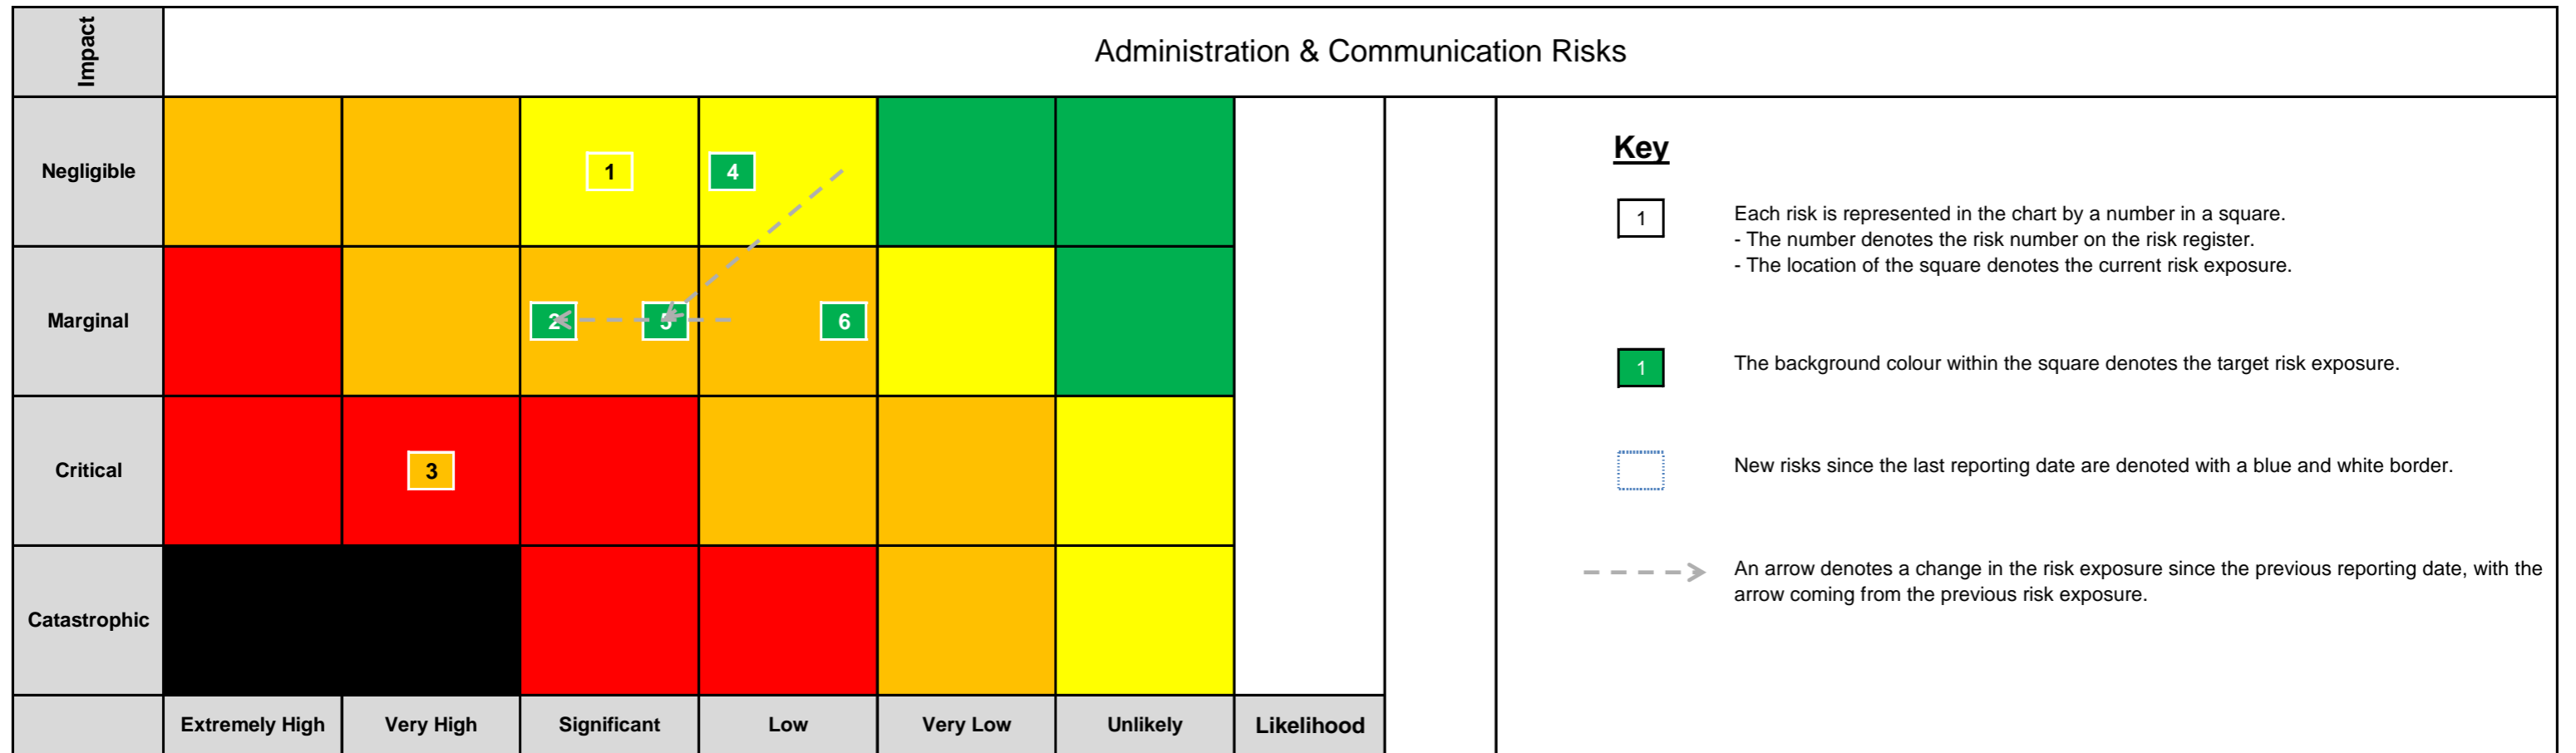 Impact
Administration & Communication Risks
Negligible
1
4
Marginal
2
5
6
Critical
3
Catastrophic
Extremely High
Very High
Significant
Low
Very Low
Unlikely
Likelihood
Key
1
Each risk is represented in the chart by a number in a square.
- The number denotes the risk number on the risk register.
- The location of the square denotes the current risk exposure.
1
The background colour within the square denotes the target risk exposure.
New risks since the last reporting date are denoted with a blue and white border.
An arrow denotes a change in the risk exposure since the previous reporting date, with the
arrow coming from the previous risk exposure.